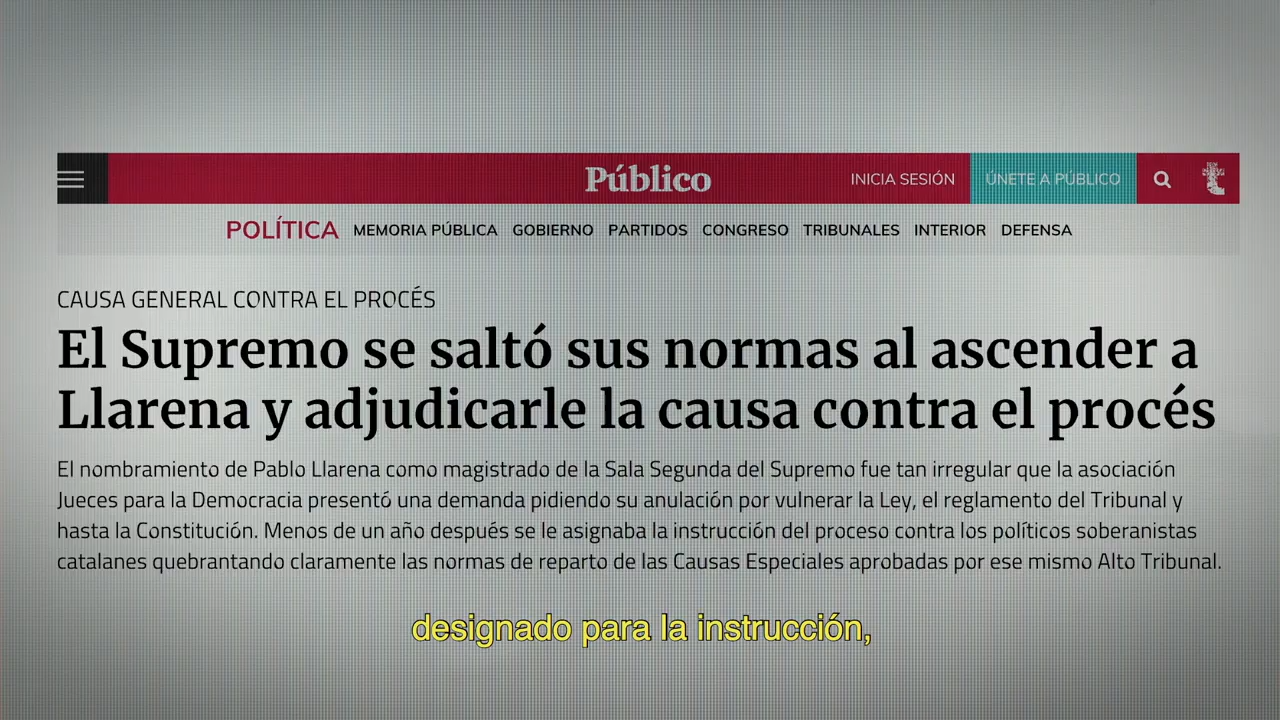 Público
INICIA SESIÓN
ÚNETE A PÚBLICO
POLÍTICA MEMORIA PÚBLICA GOBIERNO PARTIDOS CONGRESO TRIBUNALES INTERIOR DEFENSA
CAUSA GENERAL CONTRA EL PROCÉS
El Supremo se saltó sus normas al ascender a
Llarena y adjudicarle la causa contra el procés
El nombramiento de Pablo Llarena como magistrado de la Sala Segunda del Supremo fue tan irregular que la asociación
Jueces para la Democracia presentó una demanda pidiendo su anulación por vulnerar la Ley, el reglamento del Tribunal y
hasta la Constitución. Menos de un año después se le asignaba la instrucción del proceso contra los políticos soberanistas
catalanes quebrantando claramente las normas de reparto de las Causas Especiales aprobadas por ese mismo Alto Tribunal.
designado para la instrucción,